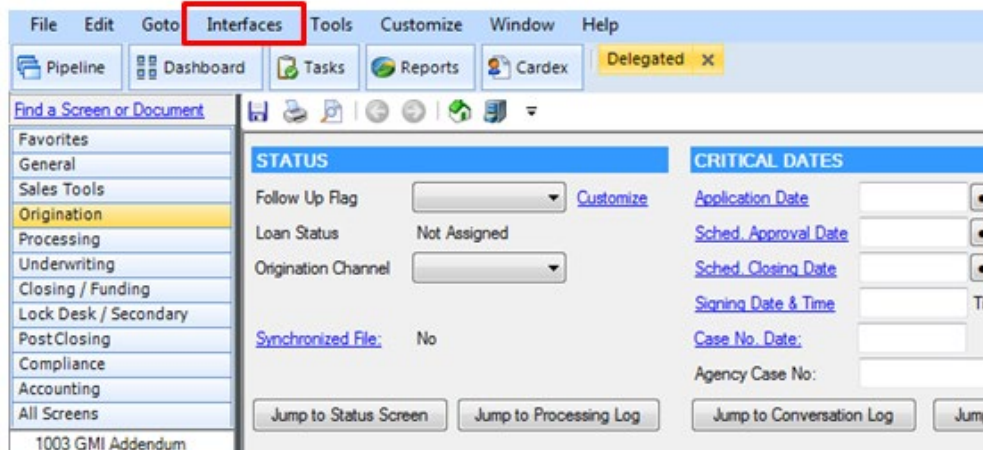 File Edit Goto Interfaces Tools Customize Window Help
Pipeline Dashboard Tasks Reports Cardex Delegated x
Find a Screen or Document
Favorites
General
Sales Tools
Origination
Processing
Underwriting
Closing / Funding
Lock Desk / Secondary
PostClosing
Compliance
Accounting
All Screens
1003 GMI Addendum
STATUS
Follow Up Flag Customize
Loan Status Not Assigned
Origination Channel
Synchronized File: No
Jump to Status Screen Jump to Processing Log
CRITICAL DATES
Application Date
Sched. Approval Date
Sched. Closing Date
Signing Date & Time
Case No. Date:
Agency Case No:
Jump to Conversation Log